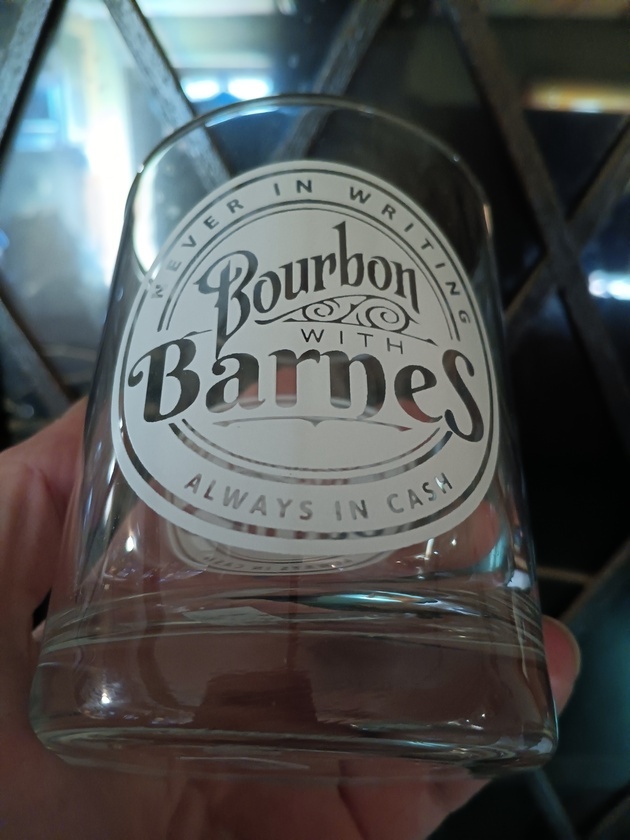 NEVER IN WRITING
Bourbon
WITH
Barnes
ALWAYS IN CASH